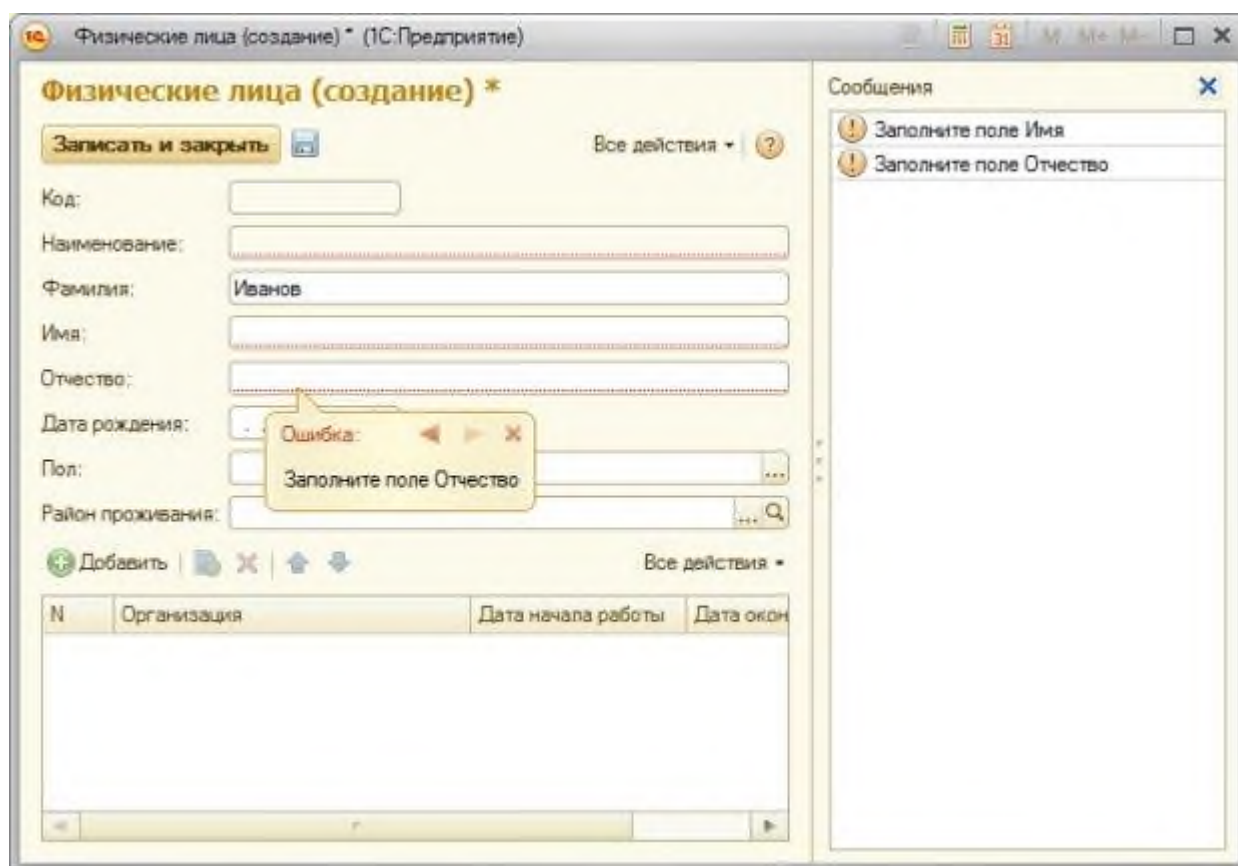 Физические лица (создание) * (1С:Предприятие)
31 M M+ M-
Физические лица (создание) *
Записать и закрыть
Все действия
?
Код:
Наименование:
Фамилия: Иванов
Имя:
Отчество:
Дата рождения: . .
Ошибка:
Заполните поле Отчество
Пол: ...
Район проживания: ...
Добавить
Все действия
N Организация Дата начала работы Дата окон
Сообщения
! Заполните поле Имя
! Заполните поле Отчество